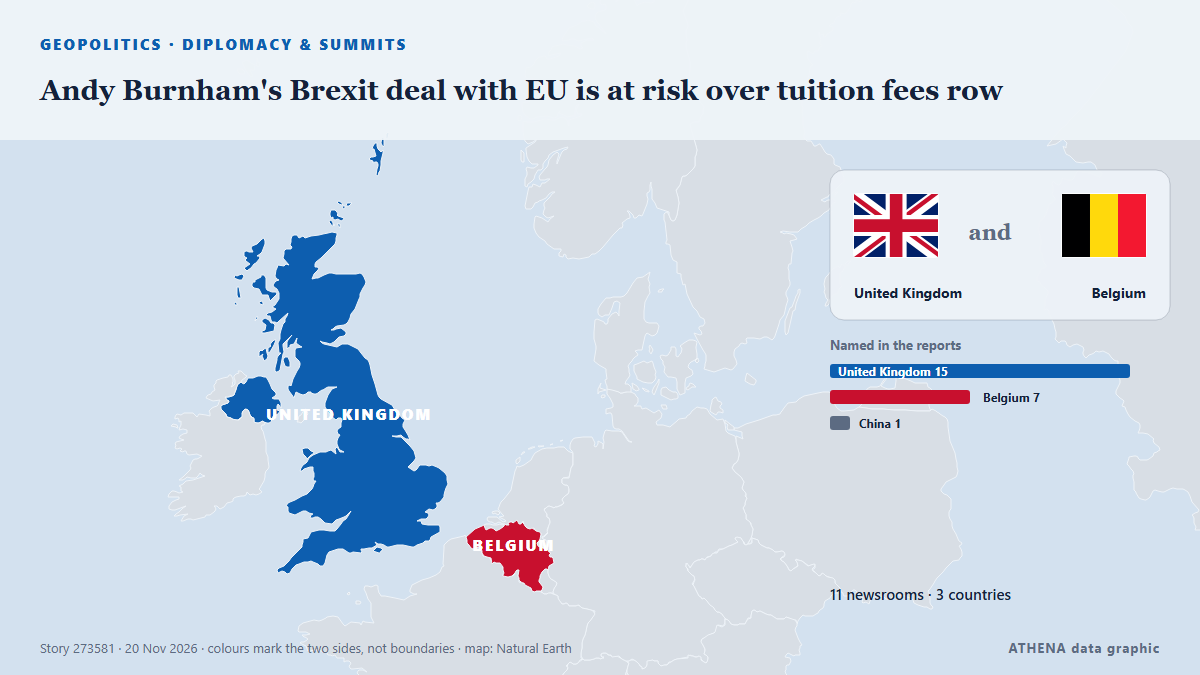 GEOPOLITICS · DIPLOMACY & SUMMITS
Andy Burnham's Brexit deal with EU is at risk over tuition fees row
and
United Kingdom
Belgium
Named in the reports
United Kingdom 15
Belgium 7
China 1
UNITED KINGDOM
BELGIUM
11 newsrooms · 3 countries
Story 273581 · 20 Nov 2026 · colours mark the two sides, not boundaries · map: Natural Earth
ATHENA data graphic